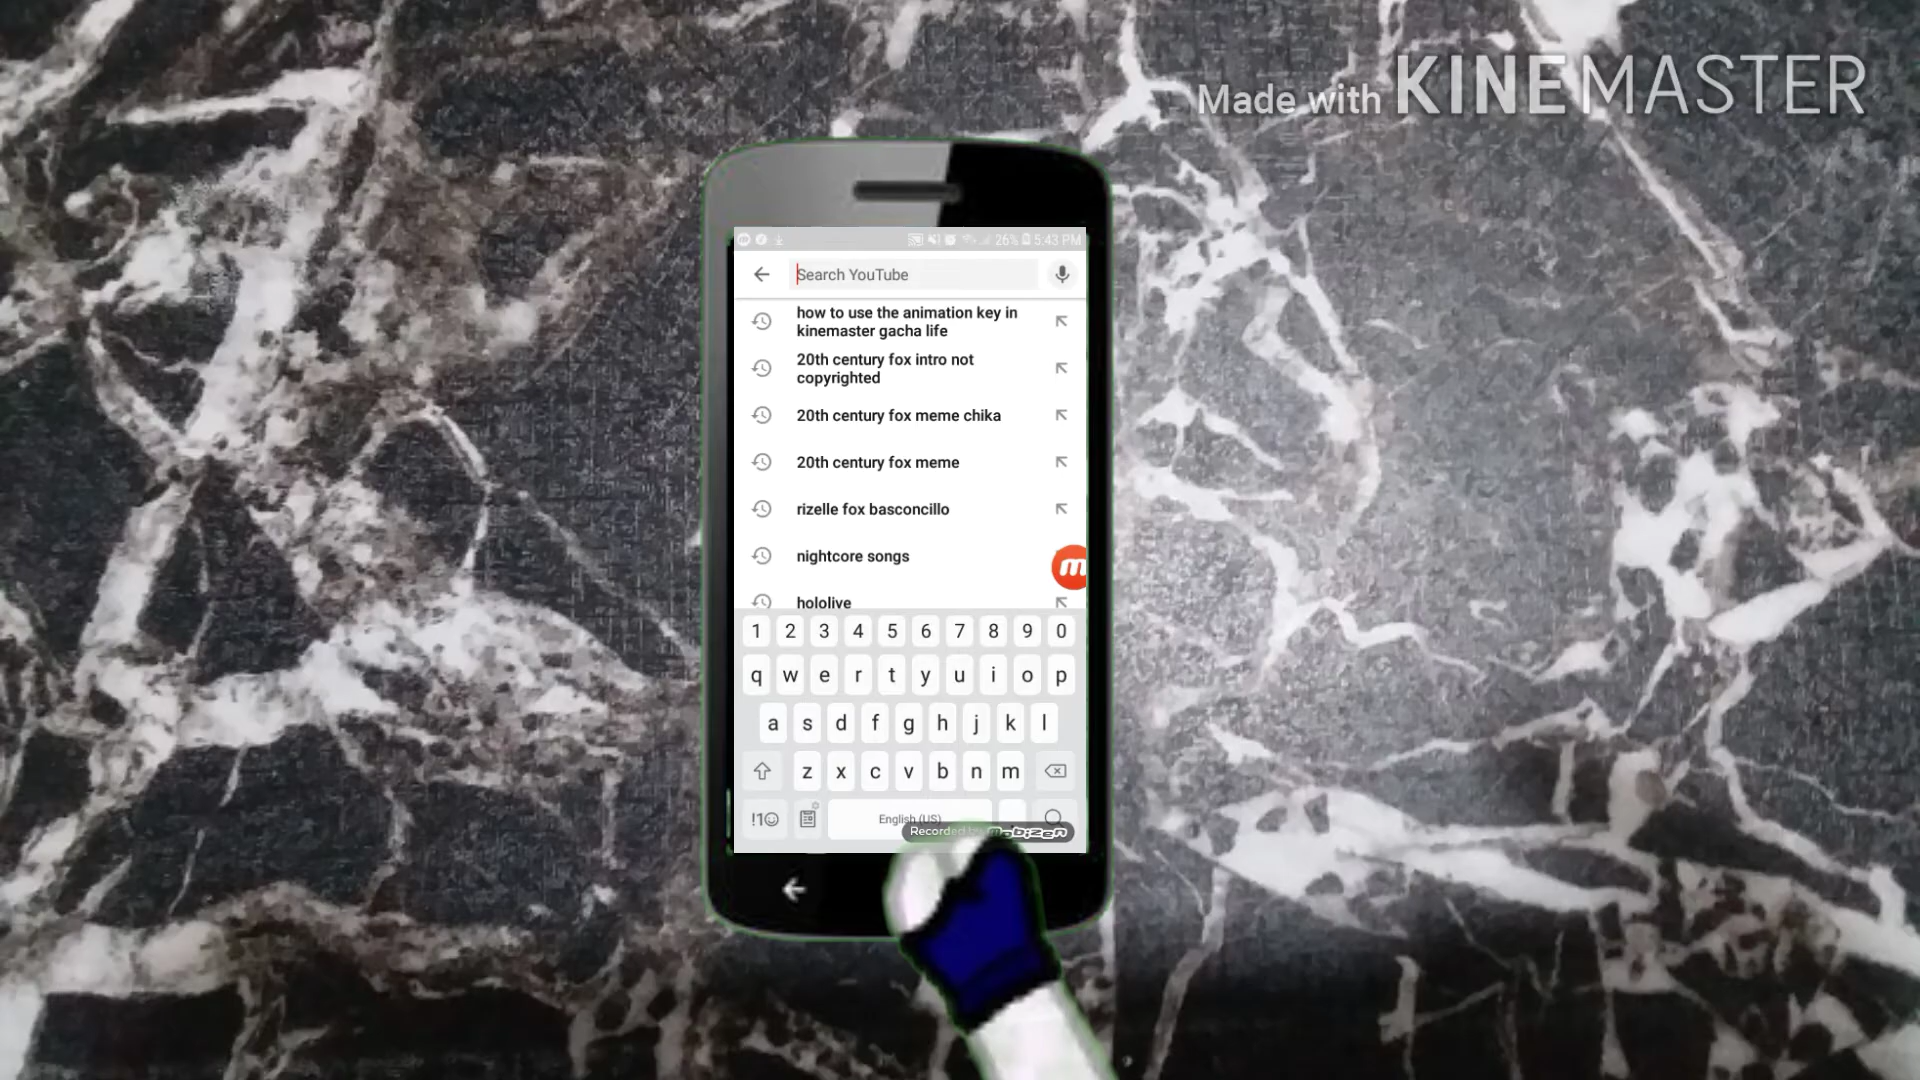 Made with KINEMASTER
26% 5:43 PM
Search YouTube
how to use the animation key in
kinemaster gacha life
20th century fox intro not
copyrighted
20th century fox meme chika
20th century fox meme
rizelle fox basconcillo
nightcore songs
m
hololive
1 2 3 4 5 6 7 8 9 0
q w e r t y u i o p
a s d f g h j k l
z x c v b n m
!1☺ English (US)
Recorded by mobizen